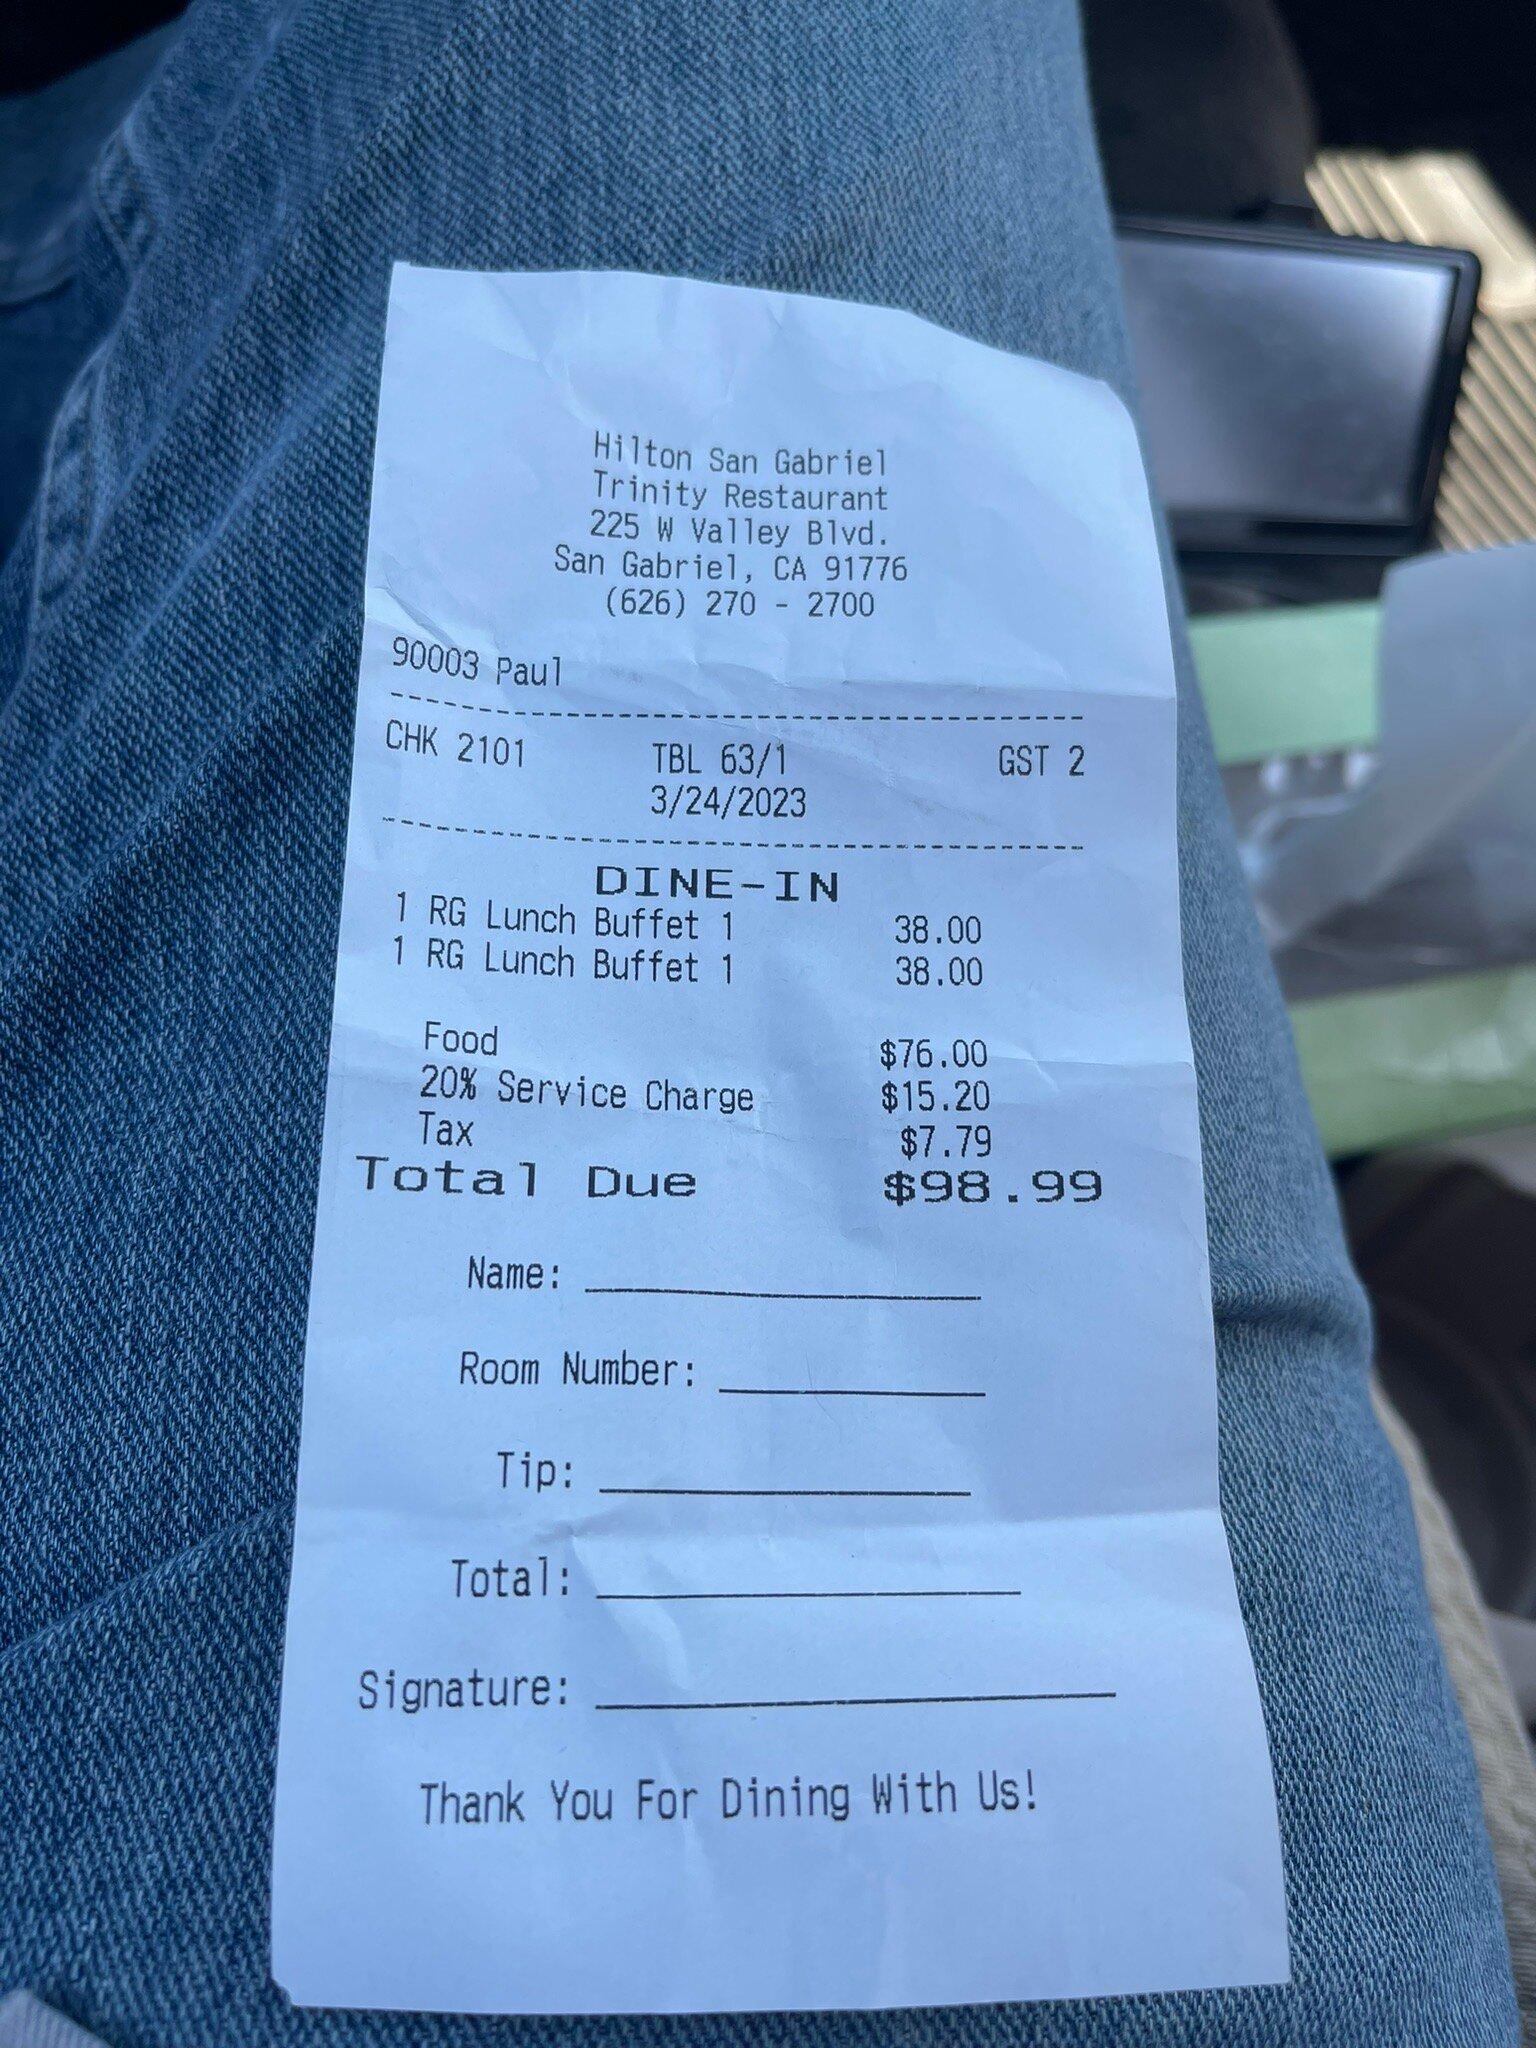 Hilton San Gabriel
Trinity Restaurant
225 W Valley Blvd.
San Gabriel, CA 91776
(626) 270 - 2700
90003 Paul
CHK 2101 TBL 63/1 GST 2
3/24/2023
DINE-IN
1 RG Lunch Buffet 1 38.00
1 RG Lunch Buffet 1 38.00
Food $76.00
20% Service Charge $15.20
Tax $7.79
Total Due $98.99
Name:
Room Number:
Tip:
Total:
Signature:
Thank You For Dining With Us!